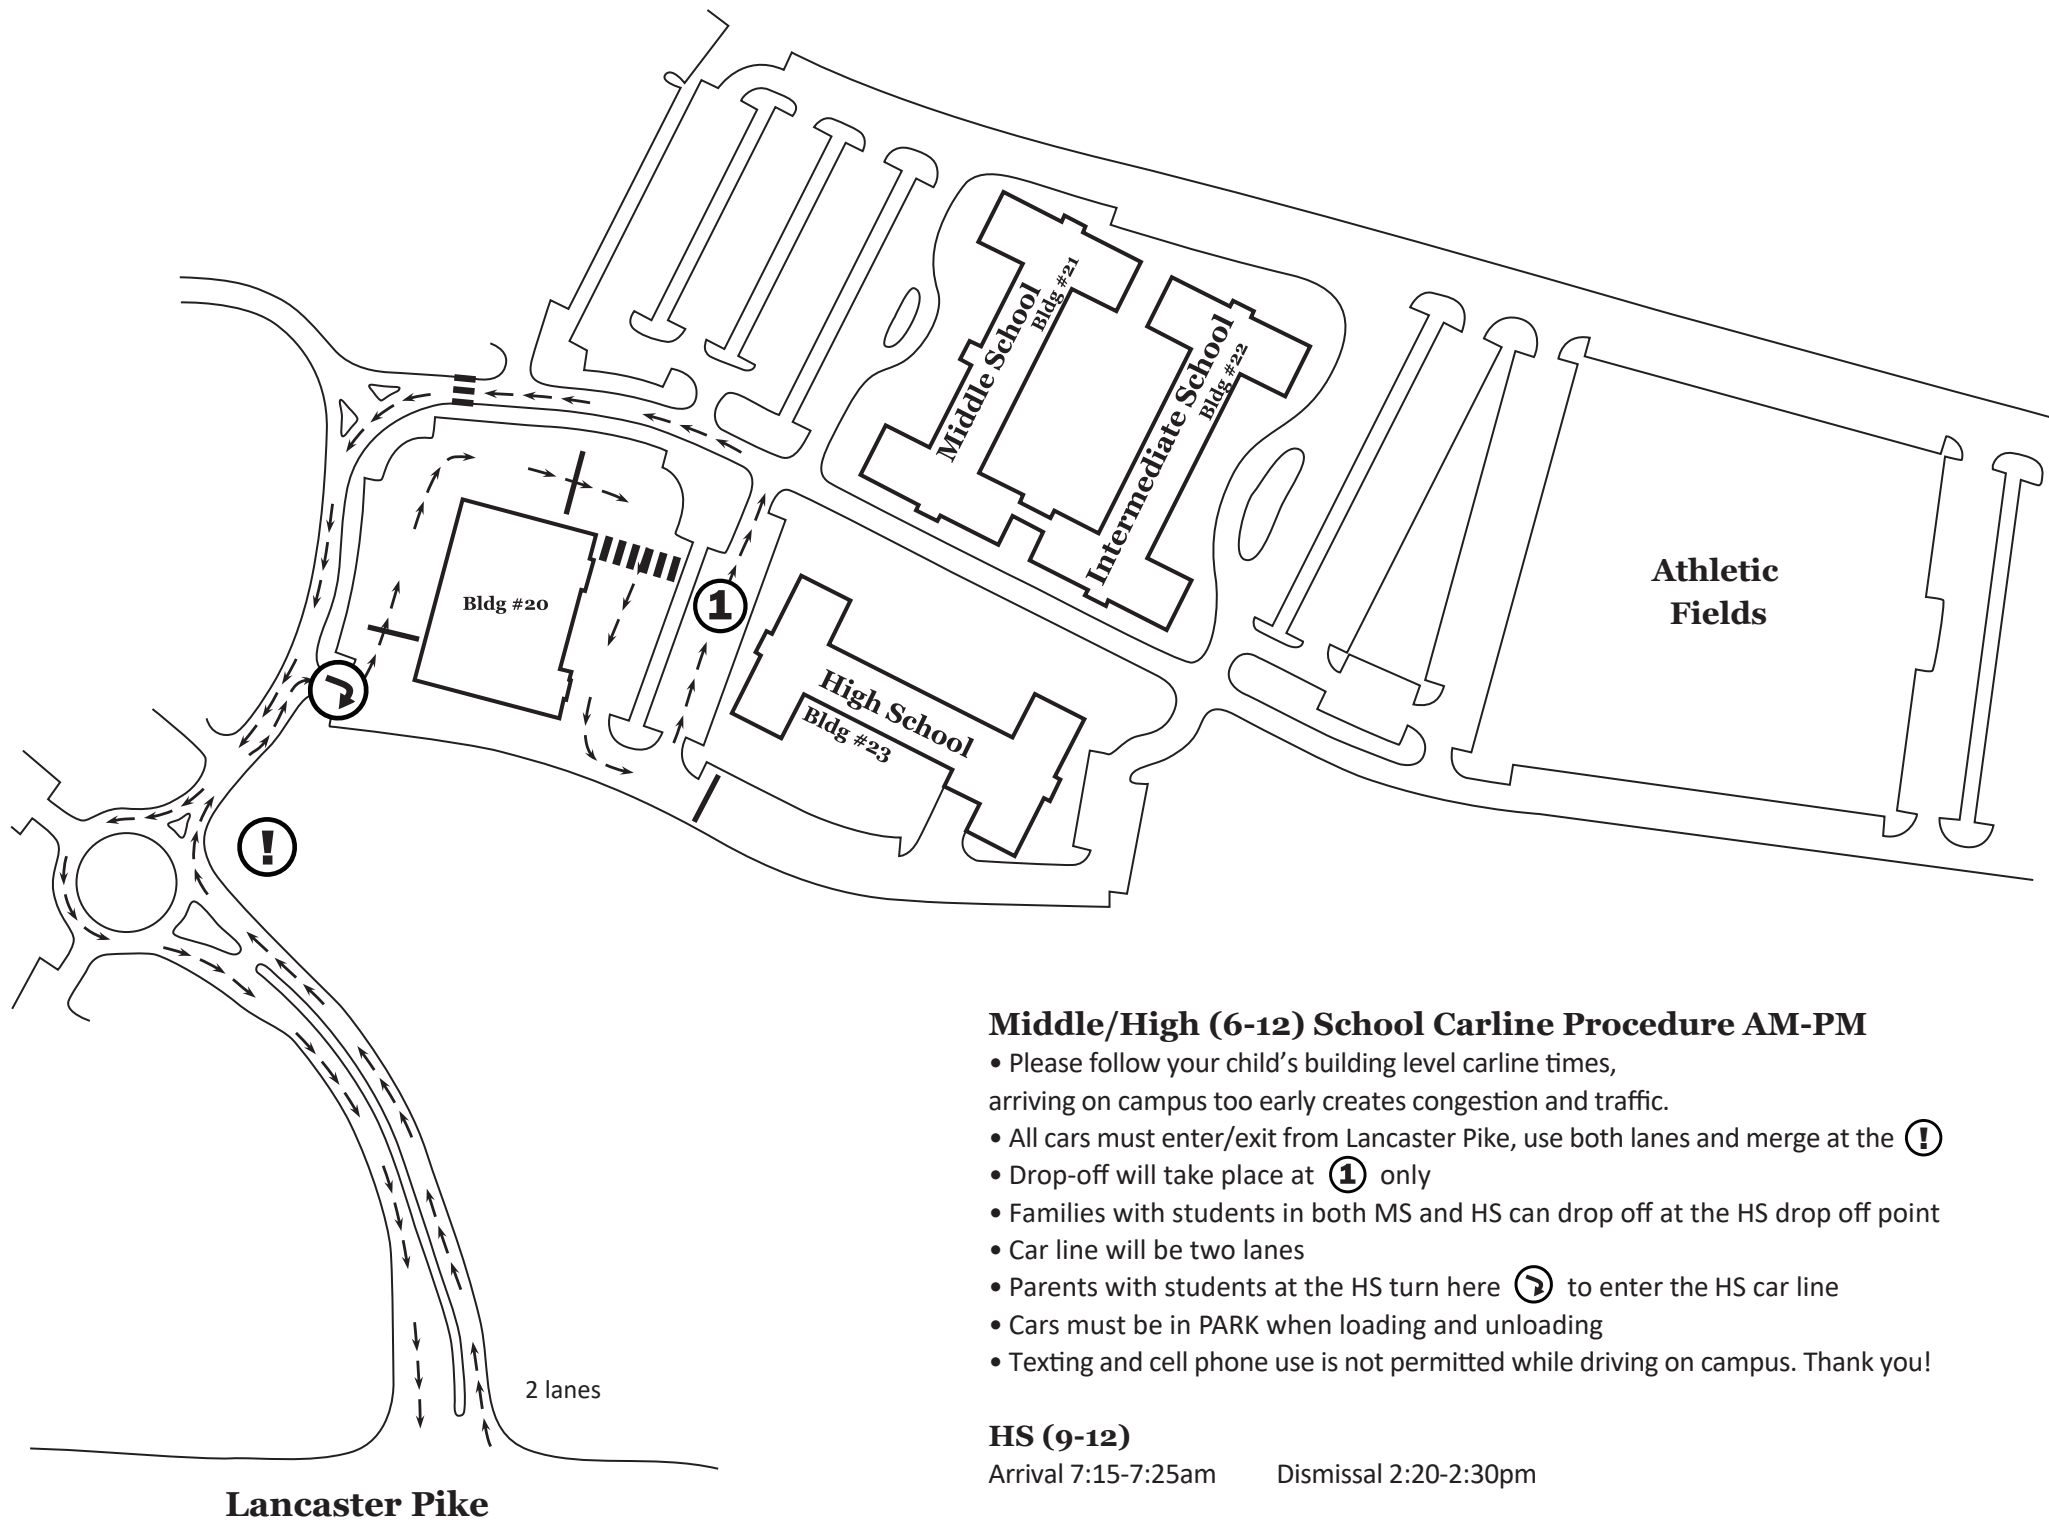 Middle School
Bldg #21
Intermediate School
Bldg #22
Athletic
Fields
Bldg #20
1
High School
Bldg #23
!
2 lanes
Lancaster Pike
Middle/High (6-12) School Carline Procedure AM-PM
• Please follow your child’s building level carline times,
arriving on campus too early creates congestion and traffic.
• All cars must enter/exit from Lancaster Pike, use both lanes and merge at the !
• Drop-off will take place at 1 only
• Families with students in both MS and HS can drop off at the HS drop off point
• Car line will be two lanes
• Parents with students at the HS turn here to enter the HS car line
• Cars must be in PARK when loading and unloading
• Texting and cell phone use is not permitted while driving on campus. Thank you!
HS (9-12)
Arrival 7:15-7:25am Dismissal 2:20-2:30pm